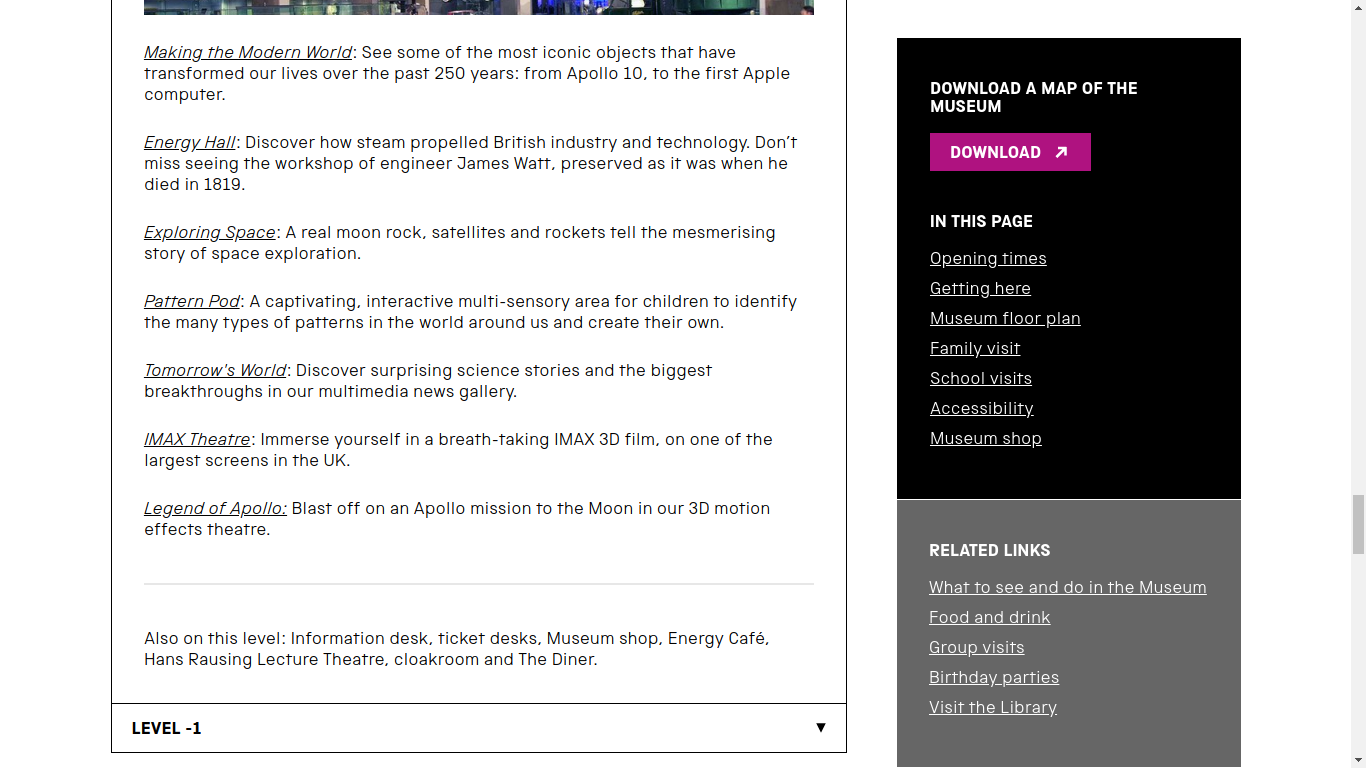 Making the Modern World: See some of the most iconic objects that have
transformed our lives over the past 250 years: from Apollo 10, to the first Apple
computer.
Energy Hall: Discover how steam propelled British industry and technology. Don’t
miss seeing the workshop of engineer James Watt, preserved as it was when he
died in 1819.
Exploring Space: A real moon rock, satellites and rockets tell the mesmerising
story of space exploration.
Pattern Pod: A captivating, interactive multi-sensory area for children to identify
the many types of patterns in the world around us and create their own.
Tomorrow's World: Discover surprising science stories and the biggest
breakthroughs in our multimedia news gallery.
IMAX Theatre: Immerse yourself in a breath-taking IMAX 3D film, on one of the
largest screens in the UK.
Legend of Apollo: Blast off on an Apollo mission to the Moon in our 3D motion
effects theatre.
Also on this level: Information desk, ticket desks, Museum shop, Energy Café,
Hans Rausing Lecture Theatre, cloakroom and The Diner.
LEVEL -1
DOWNLOAD A MAP OF THE
MUSEUM
DOWNLOAD
IN THIS PAGE
Opening times
Getting here
Museum floor plan
Family visit
School visits
Accessibility
Museum shop
RELATED LINKS
What to see and do in the Museum
Food and drink
Group visits
Birthday parties
Visit the Library